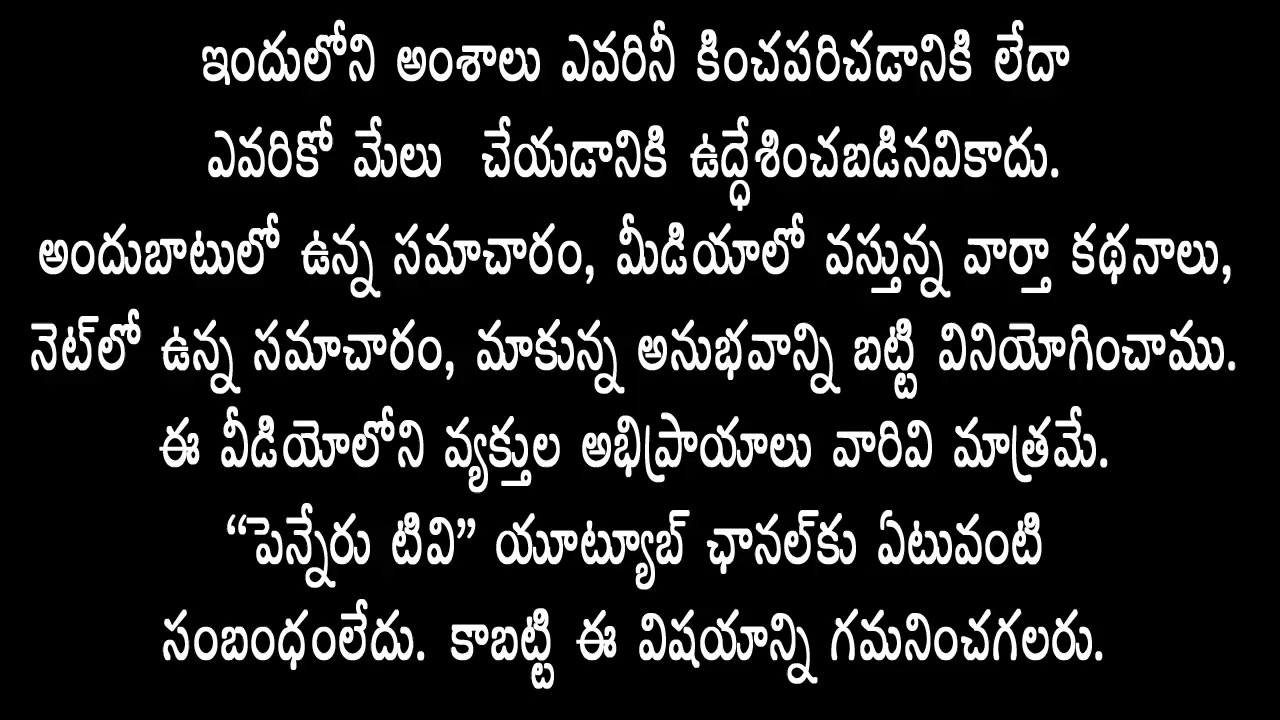 ఇందులోని అంశాలు ఎవరినీ కించపరిచడానికి లేదా
ఎవరికో మేలు చేయడానికి ఉద్ధేశించబడినవికాదు.
అందుబాటులో ఉన్న సమాచారం, మీడియాలో వస్తున్న వార్తా కథనాలు,
నెట్‌లో ఉన్న సమాచారం, మాకున్న అనుభవాన్ని బట్టి వినియోగించాము.
ఈ వీడియోలోని వ్యక్తుల అభిప్రాయాలు వారివి మాత్రమే.
“పెన్నేరు టివి” యూట్యూబ్ ఛానల్‌కు ఏటువంటి
సంబంధంలేదు. కాబట్టి ఈ విషయాన్ని గమనించగలరు.